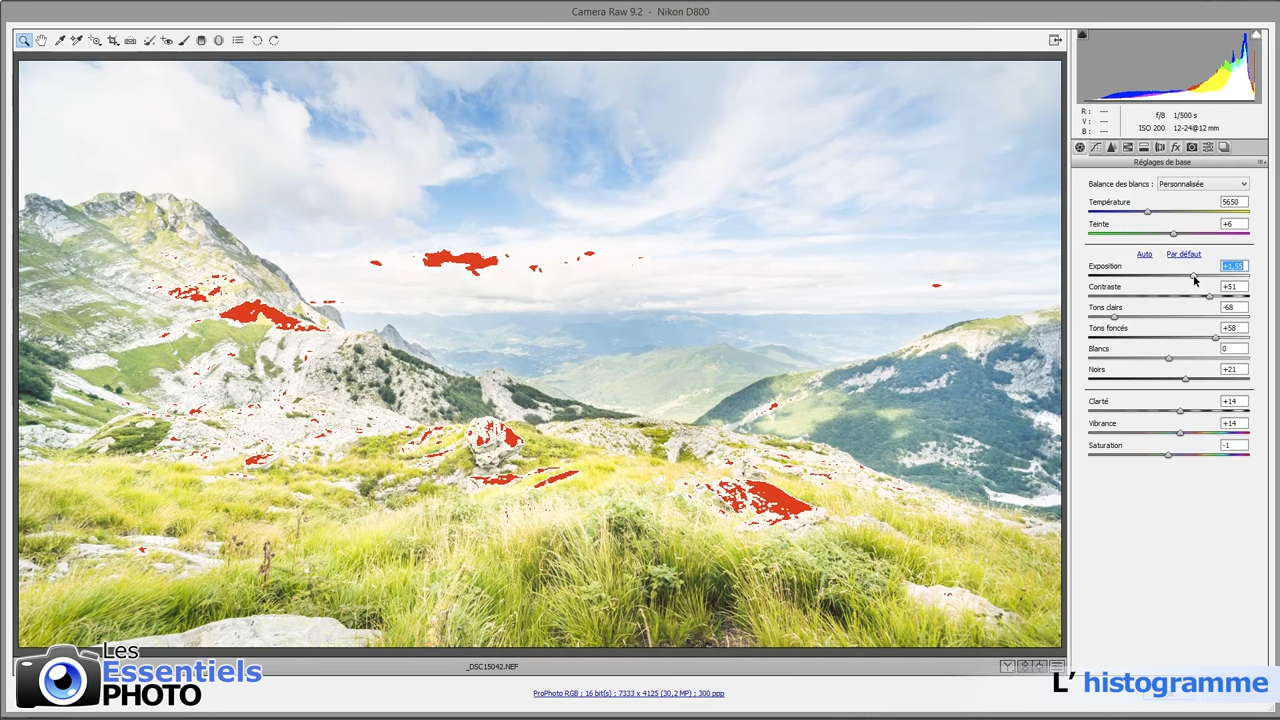 Camera Raw 9.2 - Nikon D800
R : ---
V : ---
B : ---
f/8 1/500 s
ISO 200 12-24@12 mm
Réglages de base
Balance des blancs : Personnalisée
Température 5650
Teinte +6
Auto Par défaut
Exposition +1,55
Contraste +51
Tons clairs -68
Tons foncés +58
Blancs 0
Noirs +21
Clarté +14
Vibrance +14
Saturation -1
_DSC15042.NEF
Y
ProPhoto RGB ; 16 bit(s) ; 7333 x 4125 (30,2 MP) ; 300 ppp
Les
Essentiels
PHOTO
L' histogramme